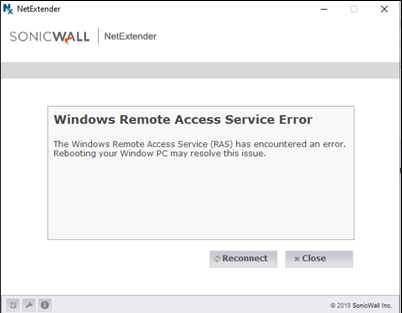 NetExtender
SONICWALL NetExtender
Windows Remote Access Service Error
The Windows Remote Access Service (RAS) has encountered an error.
Rebooting your Window PC may resolve this issue.
Reconnect
Close
© 2019 SonicWall Inc.